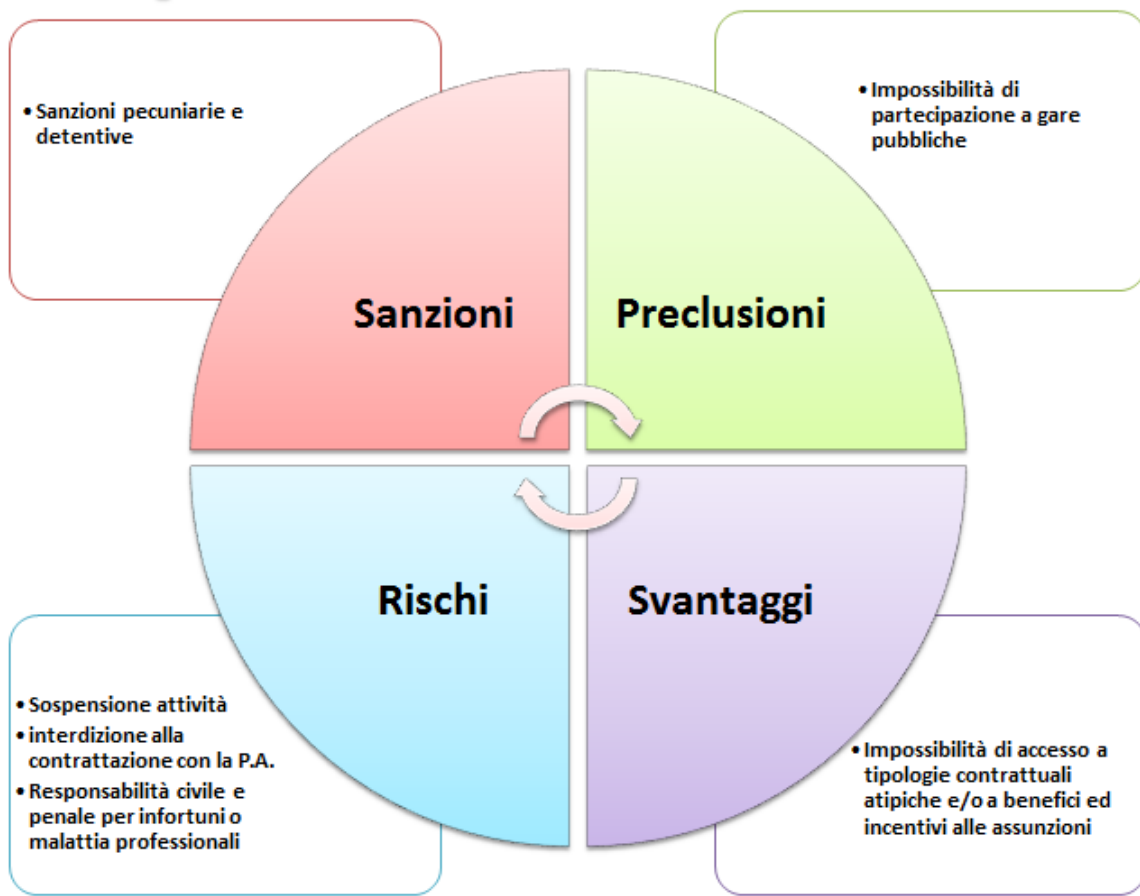 • Sanzioni pecuniarie e
detentive
• Impossibilità di
partecipazione a gare
pubbliche
Sanzioni
Preclusioni
Rischi
Svantaggi
• Sospensione attività
• interdizione alla
contrattazione con la P.A.
• Responsabilità civile e
penale per infortuni o
malattia professionali
• Impossibilità di accesso a
tipologie contrattuali
atipiche e/o a benefici ed
incentivi alle assunzioni